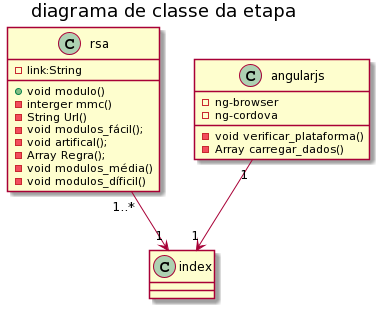 diagrama de classe da etapa
C rsa
link:String
void modulo()
interger mmc()
String Url()
void modulos_fácil();
void artifical();
Array Regra();
void modulos_média()
void modulos_díficil()
C angularjs
ng-browser
ng-cordova
void verificar_plataforma()
Array carregar_dados()
1
1..*
1
1
C index